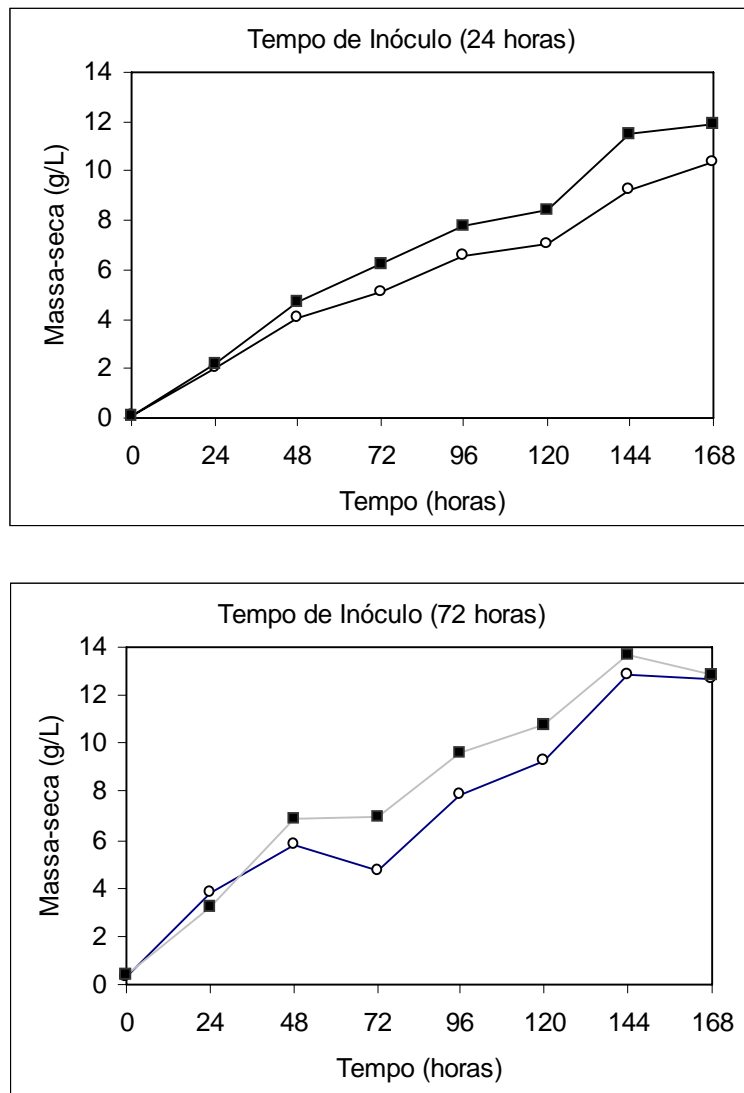 Tempo de Inóculo (24 horas)
Massa-seca (g/L)
14
12
10
8
6
4
2
0
0 24 48 72 96 120 144 168
Tempo (horas)
Tempo de Inóculo (72 horas)
Massa-seca (g/L)
14
12
10
8
6
4
2
0
0 24 48 72 96 120 144 168
Tempo (horas)